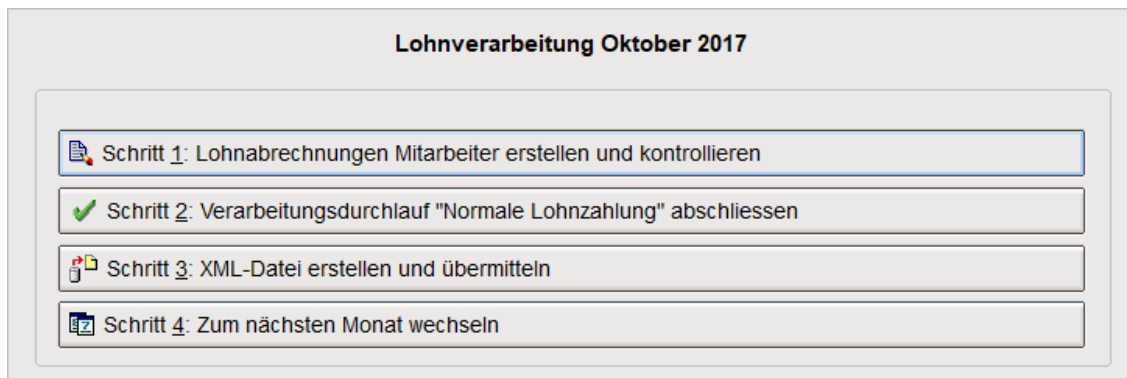 Lohnverarbeitung Oktober 2017
Schritt 1: Lohnabrechnungen Mitarbeiter erstellen und kontrollieren
Schritt 2: Verarbeitungsdurchlauf "Normale Lohnzahlung" abschliessen
Schritt 3: XML-Datei erstellen und übermitteln
Schritt 4: Zum nächsten Monat wechseln